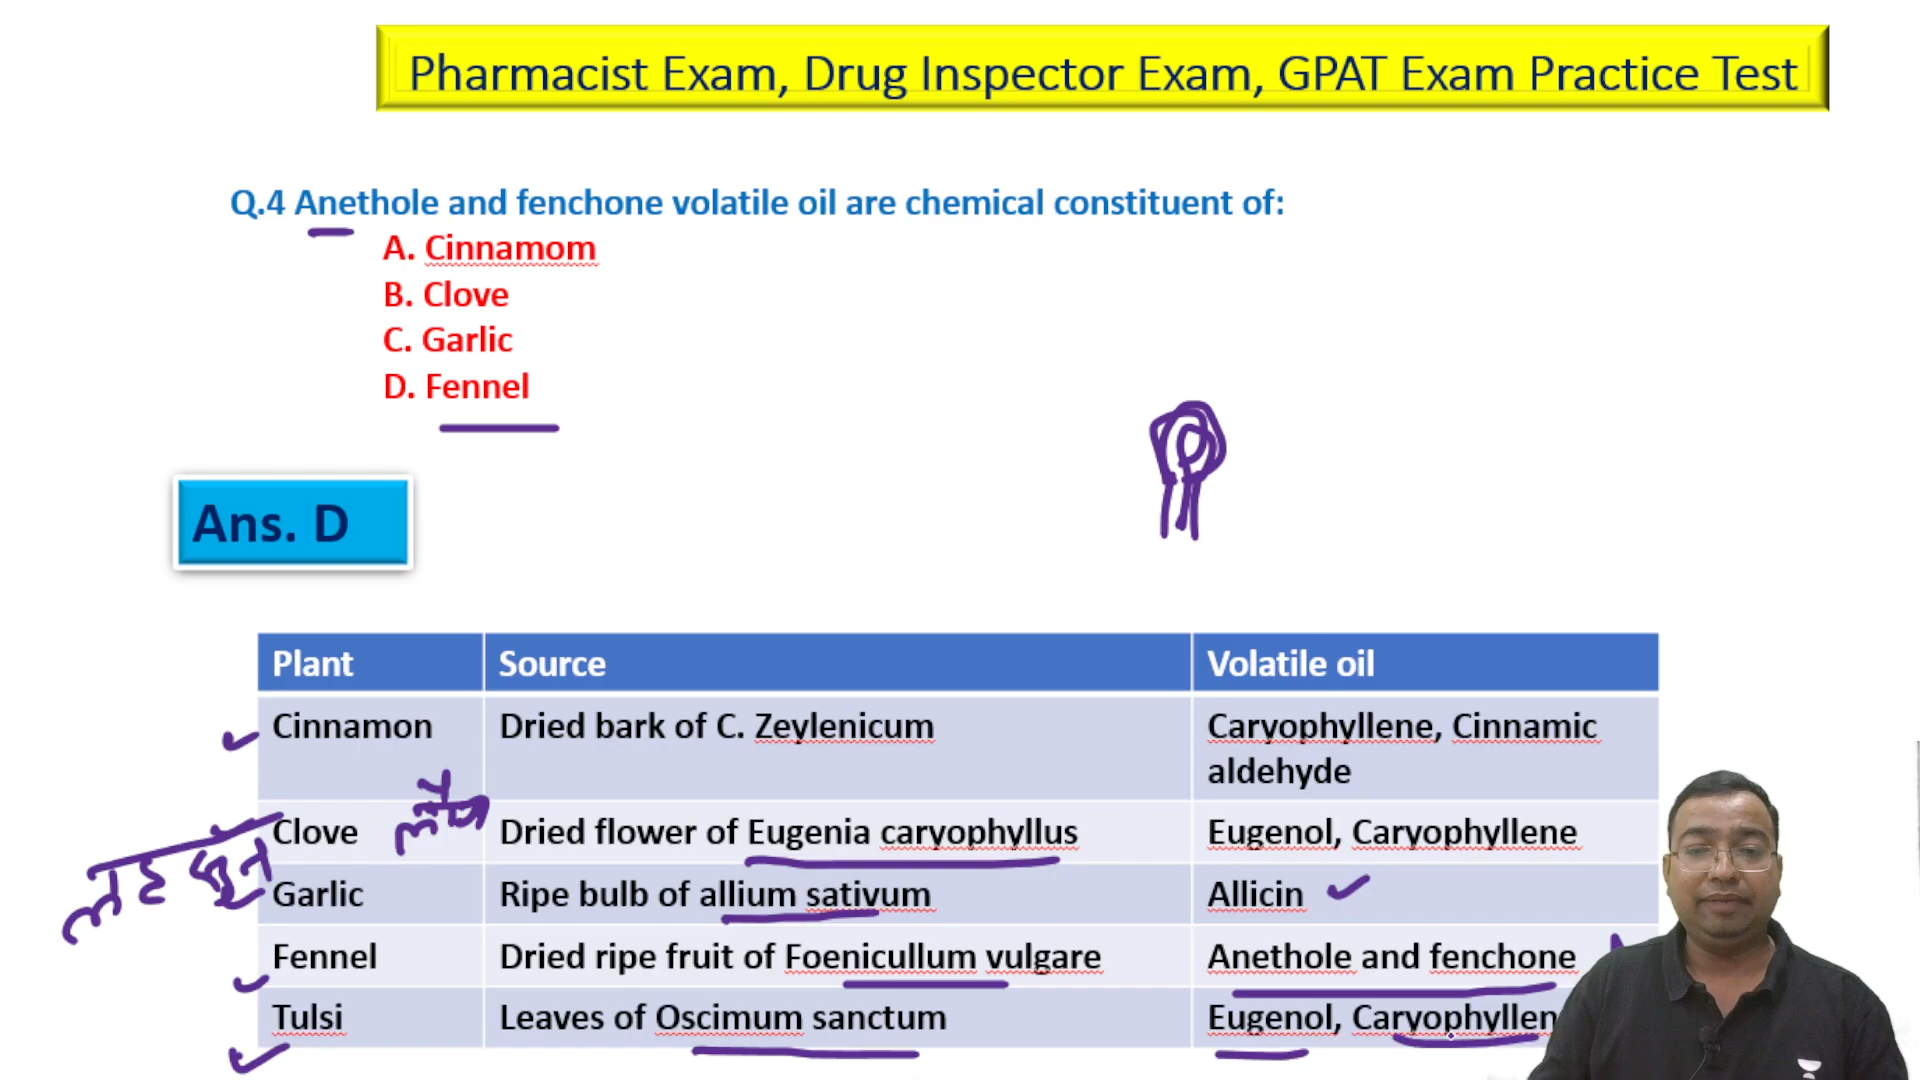 Pharmacist Exam, Drug Inspector Exam, GPAT Exam Practice Test
Q.4 Anethole and fenchone volatile oil are chemical constituent of:
A. Cinnamom
B. Clove
C. Garlic
D. Fennel
Ans. D
Plant Source Volatile oil
Cinnamon Dried bark of C. Zeylenicum Caryophyllene, Cinnamic
aldehyde
Clove Dried flower of Eugenia caryophyllus Eugenol, Caryophyllene
Garlic Ripe bulb of allium sativum Allicin
Fennel Dried ripe fruit of Foenicullum vulgare Anethole and fenchone
Tulsi Leaves of Oscimum sanctum Eugenol, Caryophyllen